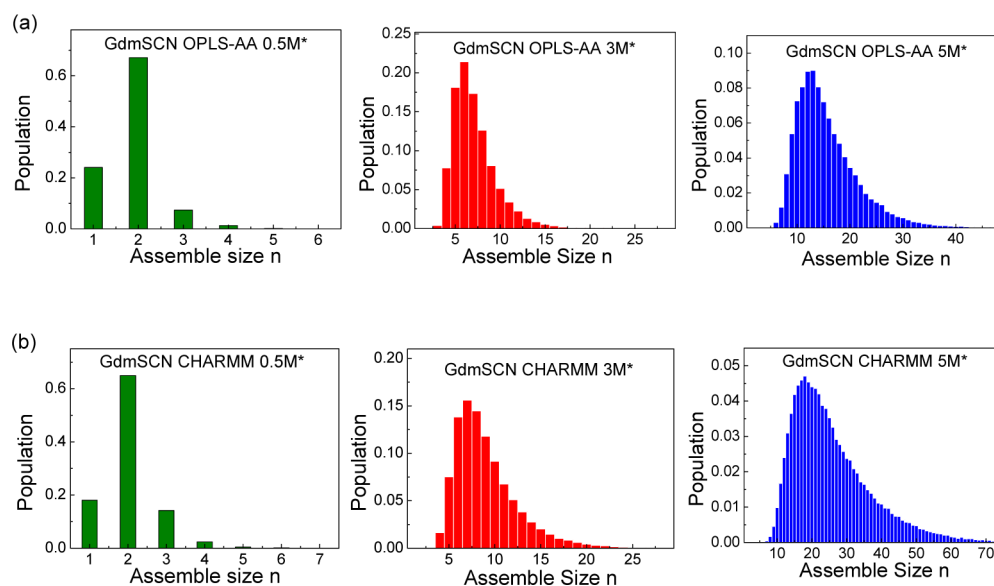 (a)
GdmSCN OPLS-AA 0.5M*
Population
0.6
0.4
0.2
0.0
1 2 3 4 5 6
Assemble size n
GdmSCN OPLS-AA 3M*
Population
0.25
0.20
0.15
0.10
0.05
0.00
5 10 15 20 25
Assemble Size n
GdmSCN OPLS-AA 5M*
Population
0.10
0.08
0.06
0.04
0.02
0.00
10 20 30 40
Assemble Size n
(b)
GdmSCN CHARMM 0.5M*
Population
0.6
0.4
0.2
0.0
1 2 3 4 5 6 7
Assemble size n
GdmSCN CHARMM 3M*
Population
0.20
0.15
0.10
0.05
0.00
5 10 15 20 25
Assemble Size n
GdmSCN CHARMM 5M*
Population
0.05
0.04
0.03
0.02
0.01
0.00
10 20 30 40 50 60 70
Assemble Size n